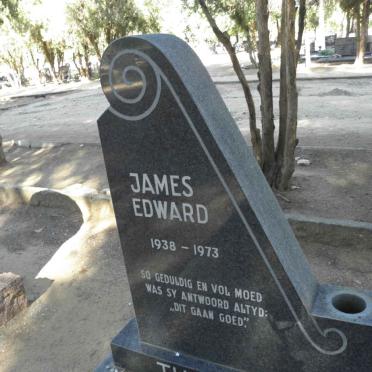 JAMES
EDWARD
1938 – 1973
SO GEDULDIG EN VOL MOED
WAS SY ANTWOORD ALTYD:
„DIT GAAN GOED."